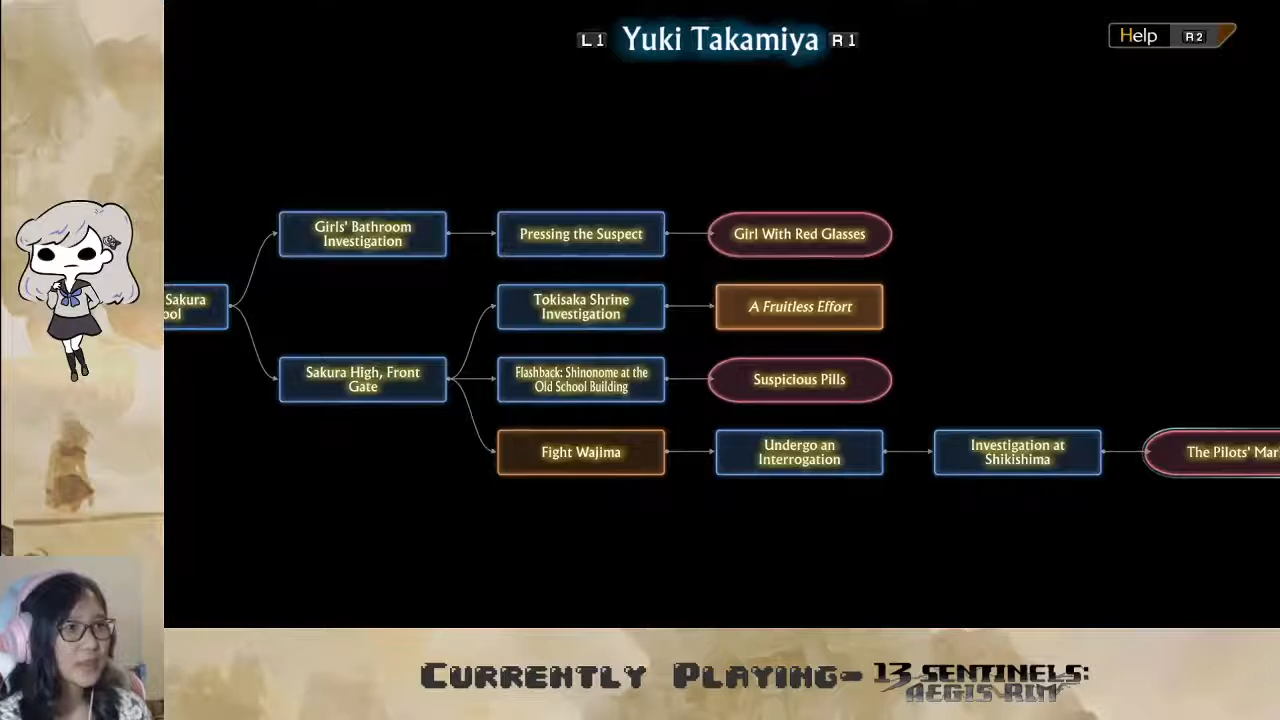 L1 Yuki Takamiya R1
Help R2
Girls' Bathroom
Investigation
Pressing the Suspect
Girl With Red Glasses
Sakura
ool
Tokisaka Shrine
Investigation
A Fruitless Effort
Sakura High, Front
Gate
Flashback: Shinonome at the
Old School Building
Suspicious Pills
Fight Wajima
Undergo an
Interrogation
Investigation at
Shikishima
The Pilots' Mar
Currently Playing- 13 SENTINELS:
AEGIS RIM